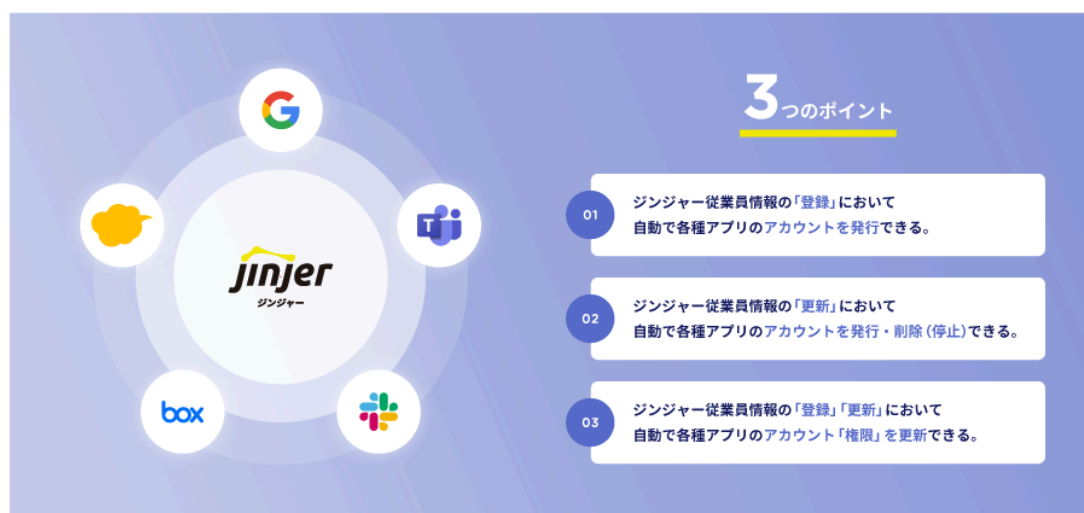 G
T
jinjer
ジンジャー
box
3つのポイント
01
ジンジャー従業員情報の「登録」において
自動で各種アプリのアカウントを発行できる。
02
ジンジャー従業員情報の「更新」において
自動で各種アプリのアカウントを発行・削除（停止）できる。
03
ジンジャー従業員情報の「登録」「更新」において
自動で各種アプリのアカウント「権限」を更新できる。